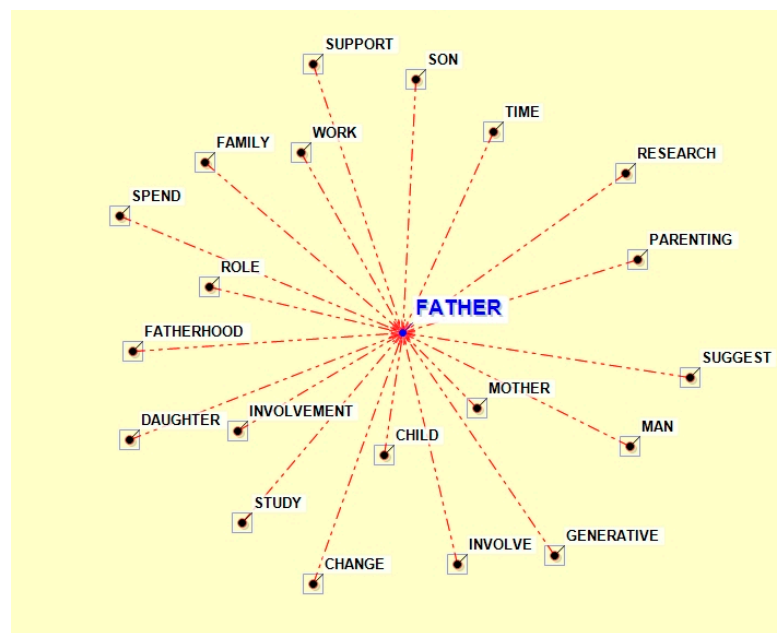 SUPPORT
SON
TIME
WORK
FAMILY
RESEARCH
SPEND
PARENTING
ROLE
FATHER
FATHERHOOD
SUGGEST
MOTHER
INVOLVEMENT
DAUGHTER
MAN
CHILD
STUDY
GENERATIVE
INVOLVE
CHANGE